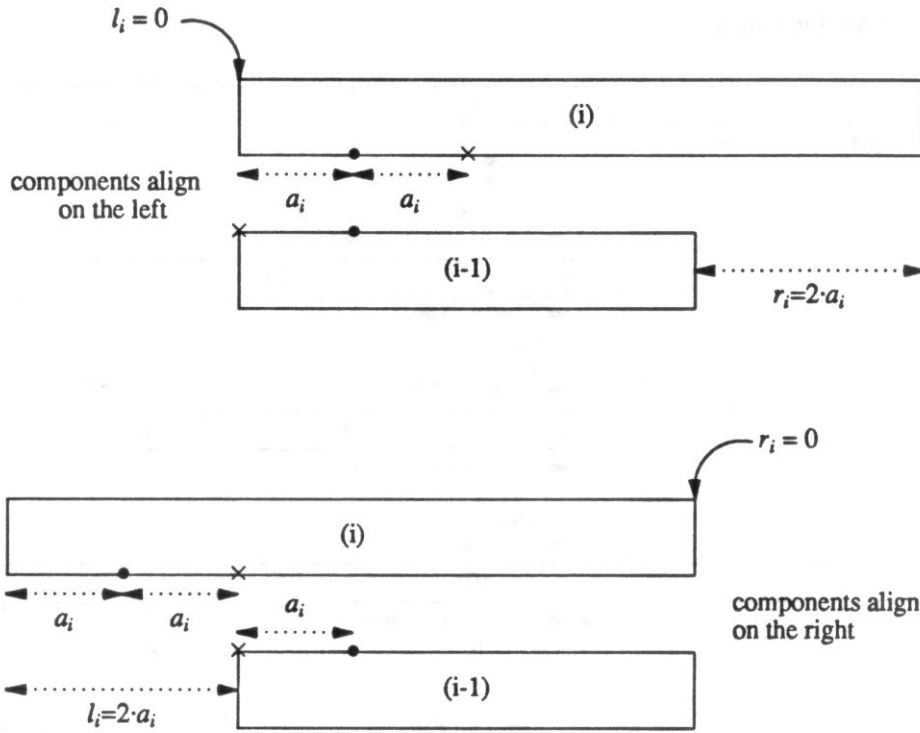 l_i = 0
(i)
components align
on the left
a_i
a_i
(i-1)
r_i=2·a_i
r_i = 0
(i)
a_i
a_i
a_i
components align
on the right
(i-1)
l_i=2·a_i